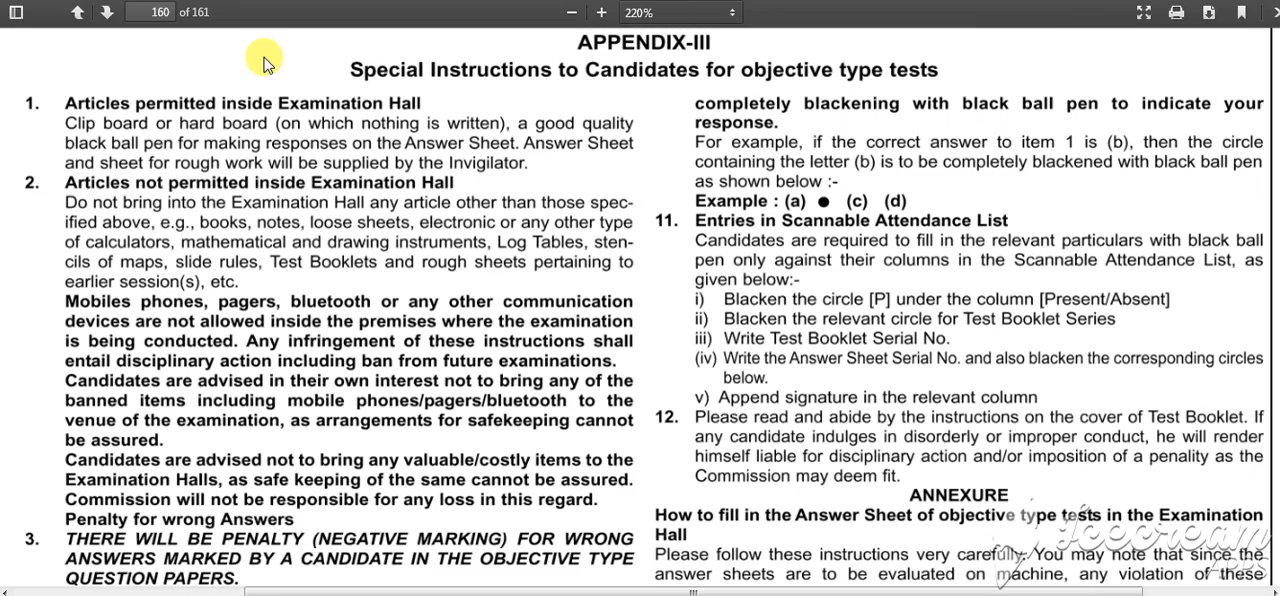 160 of 161
220%
APPENDIX-III
Special Instructions to Candidates for objective type tests
1. Articles permitted inside Examination Hall
Clip board or hard board (on which nothing is written), a good quality
black ball pen for making responses on the Answer Sheet. Answer Sheet
and sheet for rough work will be supplied by the Invigilator.
2. Articles not permitted inside Examination Hall
Do not bring into the Examination Hall any article other than those spec-
ified above, e.g., books, notes, loose sheets, electronic or any other type
of calculators, mathematical and drawing instruments, Log Tables, sten-
cils of maps, slide rules, Test Booklets and rough sheets pertaining to
earlier session(s), etc.
Mobiles phones, pagers, bluetooth or any other communication
devices are not allowed inside the premises where the examination
is being conducted. Any infringement of these instructions shall
entail disciplinary action including ban from future examinations.
Candidates are advised in their own interest not to bring any of the
banned items including mobile phones/pagers/bluetooth to the
venue of the examination, as arrangements for safekeeping cannot
be assured.
Candidates are advised not to bring any valuable/costly items to the
Examination Halls, as safe keeping of the same cannot be assured.
Commission will not be responsible for any loss in this regard.
Penalty for wrong Answers
3. THERE WILL BE PENALTY (NEGATIVE MARKING) FOR WRONG
ANSWERS MARKED BY A CANDIDATE IN THE OBJECTIVE TYPE
QUESTION PAPERS.
completely blackening with black ball pen to indicate your
response.
For example, if the correct answer to item 1 is (b), then the circle
containing the letter (b) is to be completely blackened with black ball pen
as shown below :-
Example : (a) ● (c) (d)
11. Entries in Scannable Attendance List
Candidates are required to fill in the relevant particulars with black ball
pen only against their columns in the Scannable Attendance List, as
given below:-
i) Blacken the circle [P] under the column [Present/Absent]
ii) Blacken the relevant circle for Test Booklet Series
iii) Write Test Booklet Serial No.
(iv) Write the Answer Sheet Serial No. and also blacken the corresponding circles
below.
v) Append signature in the relevant column
12. Please read and abide by the instructions on the cover of Test Booklet. If
any candidate indulges in disorderly or improper conduct, he will render
himself liable for disciplinary action and/or imposition of a penalty as the
Commission may deem fit.
ANNEXURE
How to fill in the Answer Sheet of objective type tests in the Examination
Hall
Please follow these instructions very carefully. You may note that since the
answer sheets are to be evaluated on machine, any violation of these
Icecream
Apps